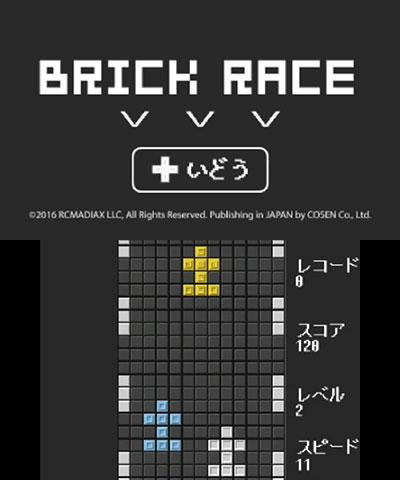 BRICK RACE
いどう
©2016 RCMADIAX LLC, All Rights Reserved. Publishing in JAPAN by COSEN Co., Ltd.
レコード
0
スコア
120
レベル
2
スピード
11